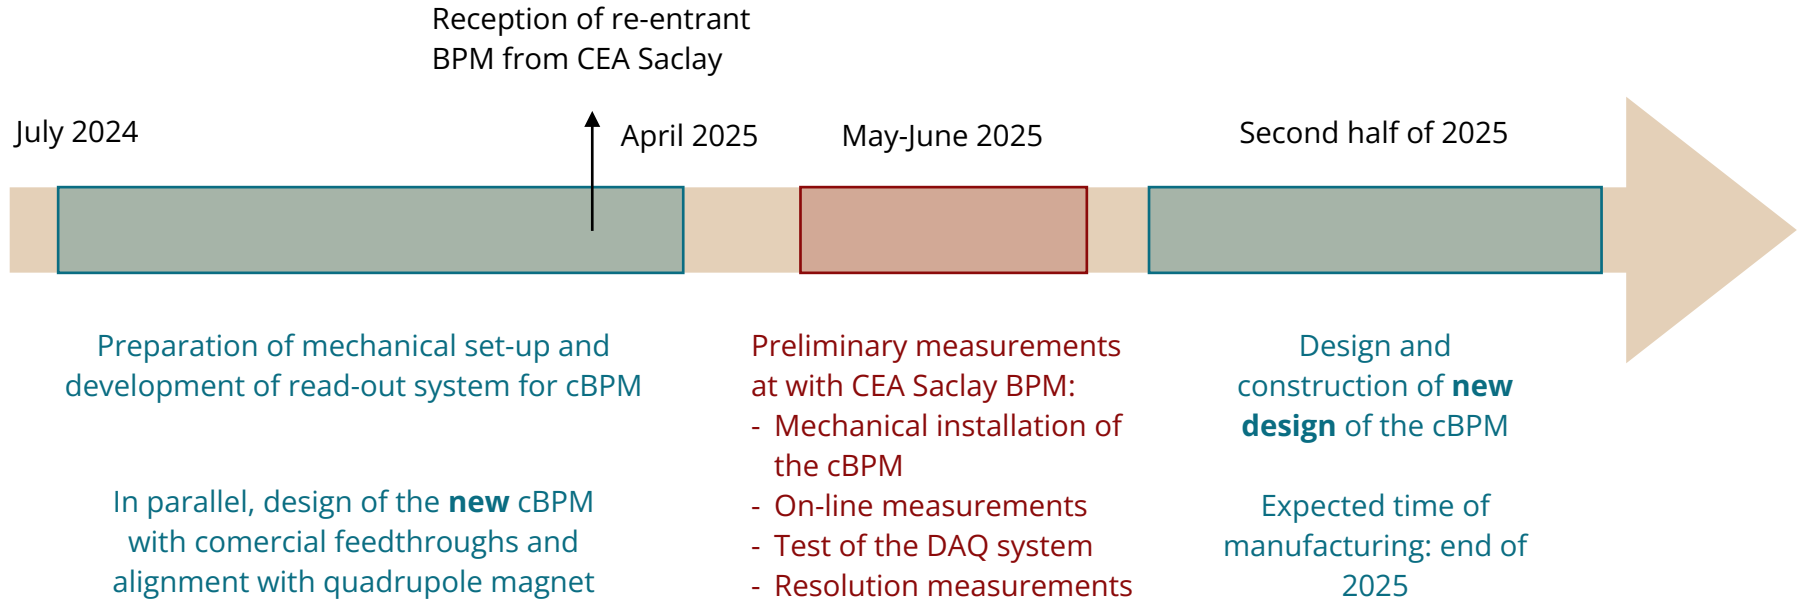 Reception of re-entrant
BPM from CEA Saclay
July 2024
April 2025
May-June 2025
Second half of 2025
Preparation of mechanical set-up and
development of read-out system for cBPM
In parallel, design of the new cBPM
with comercial feedthroughs and
alignment with quadrupole magnet
Preliminary measurements
at with CEA Saclay BPM:
- Mechanical installation of
the cBPM
- On-line measurements
- Test of the DAQ system
- Resolution measurements
Design and
construction of new
design of the cBPM
Expected time of
manufacturing: end of
2025